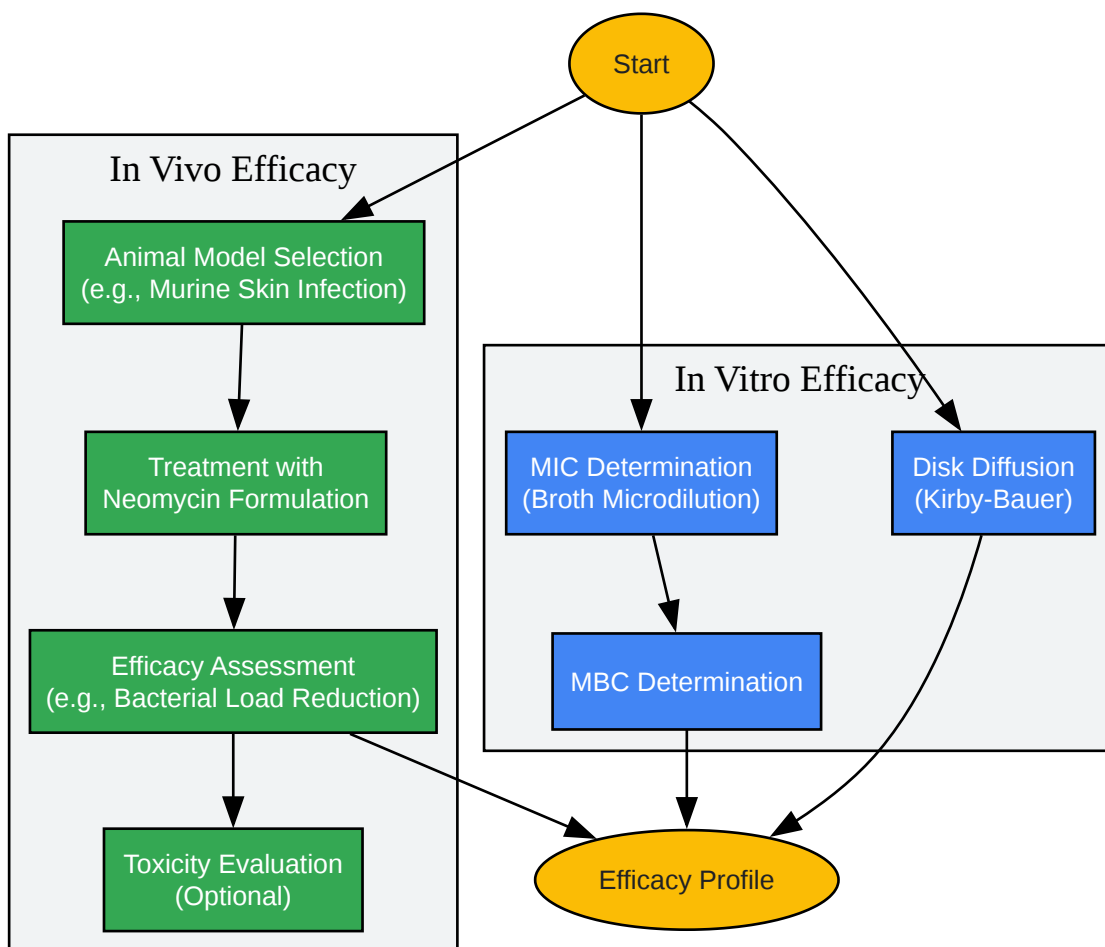 Start
In Vivo Efficacy
Animal Model Selection
(e.g., Murine Skin Infection)
Treatment with
Neomycin Formulation
Efficacy Assessment
(e.g., Bacterial Load Reduction)
Toxicity Evaluation
(Optional)
In Vitro Efficacy
MIC Determination
(Broth Microdilution)
Disk Diffusion
(Kirby-Bauer)
MBC Determination
Efficacy Profile